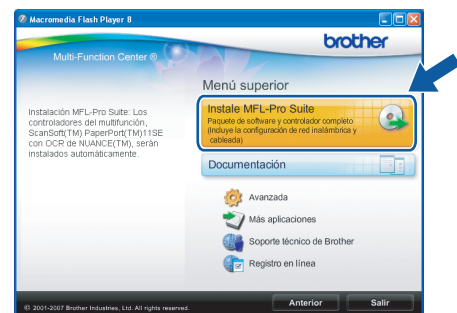 Macromedia Flash Player 8
brother
Multi-Function Center ®
Menú superior
Instalación MFL-Pro Suite: Los
controladores del multifunción,
ScanSoft(TM) PaperPort(TM)11SE
con OCR de NUANCE(TM), serán
instalados automáticamente.
Instale MFL-Pro Suite
Paquete de software y controlador completo
(Incluye la configuración de red inalámbrica y
cableada)
Documentación
Avanzada
Más aplicaciones
Soporte técnico de Brother
Registro en línea
© 2001-2007 Brother Industries, Ltd. All rights reserved.
Anterior
Salir